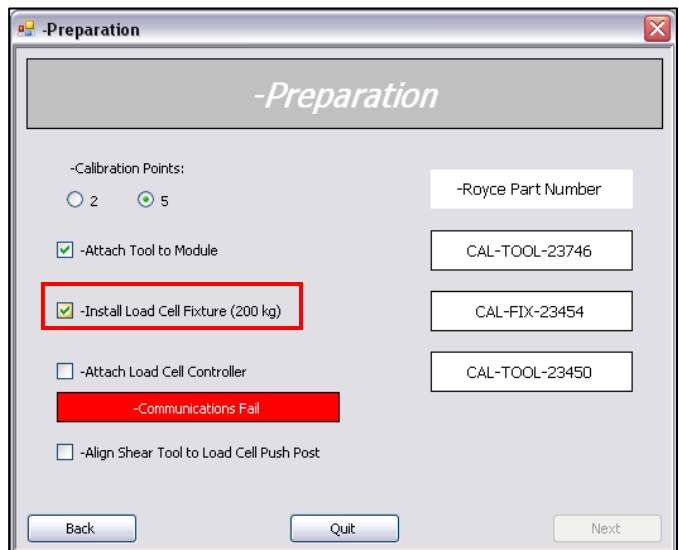 -Preparation
-Preparation
-Calibration Points:
2 5
-Royce Part Number
-Attach Tool to Module
CAL-TOOL-23746
-Install Load Cell Fixture (200 kg)
CAL-FIX-23454
-Attach Load Cell Controller
CAL-TOOL-23450
-Communications Fail
-Align Shear Tool to Load Cell Push Post
Back Quit Next